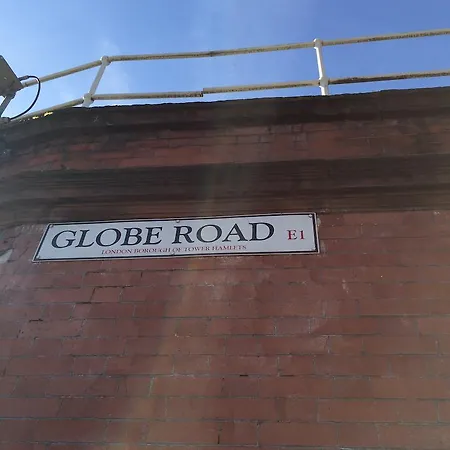 GLOBE ROAD E1
LONDON BOROUGH OF TOWER HAMLETS